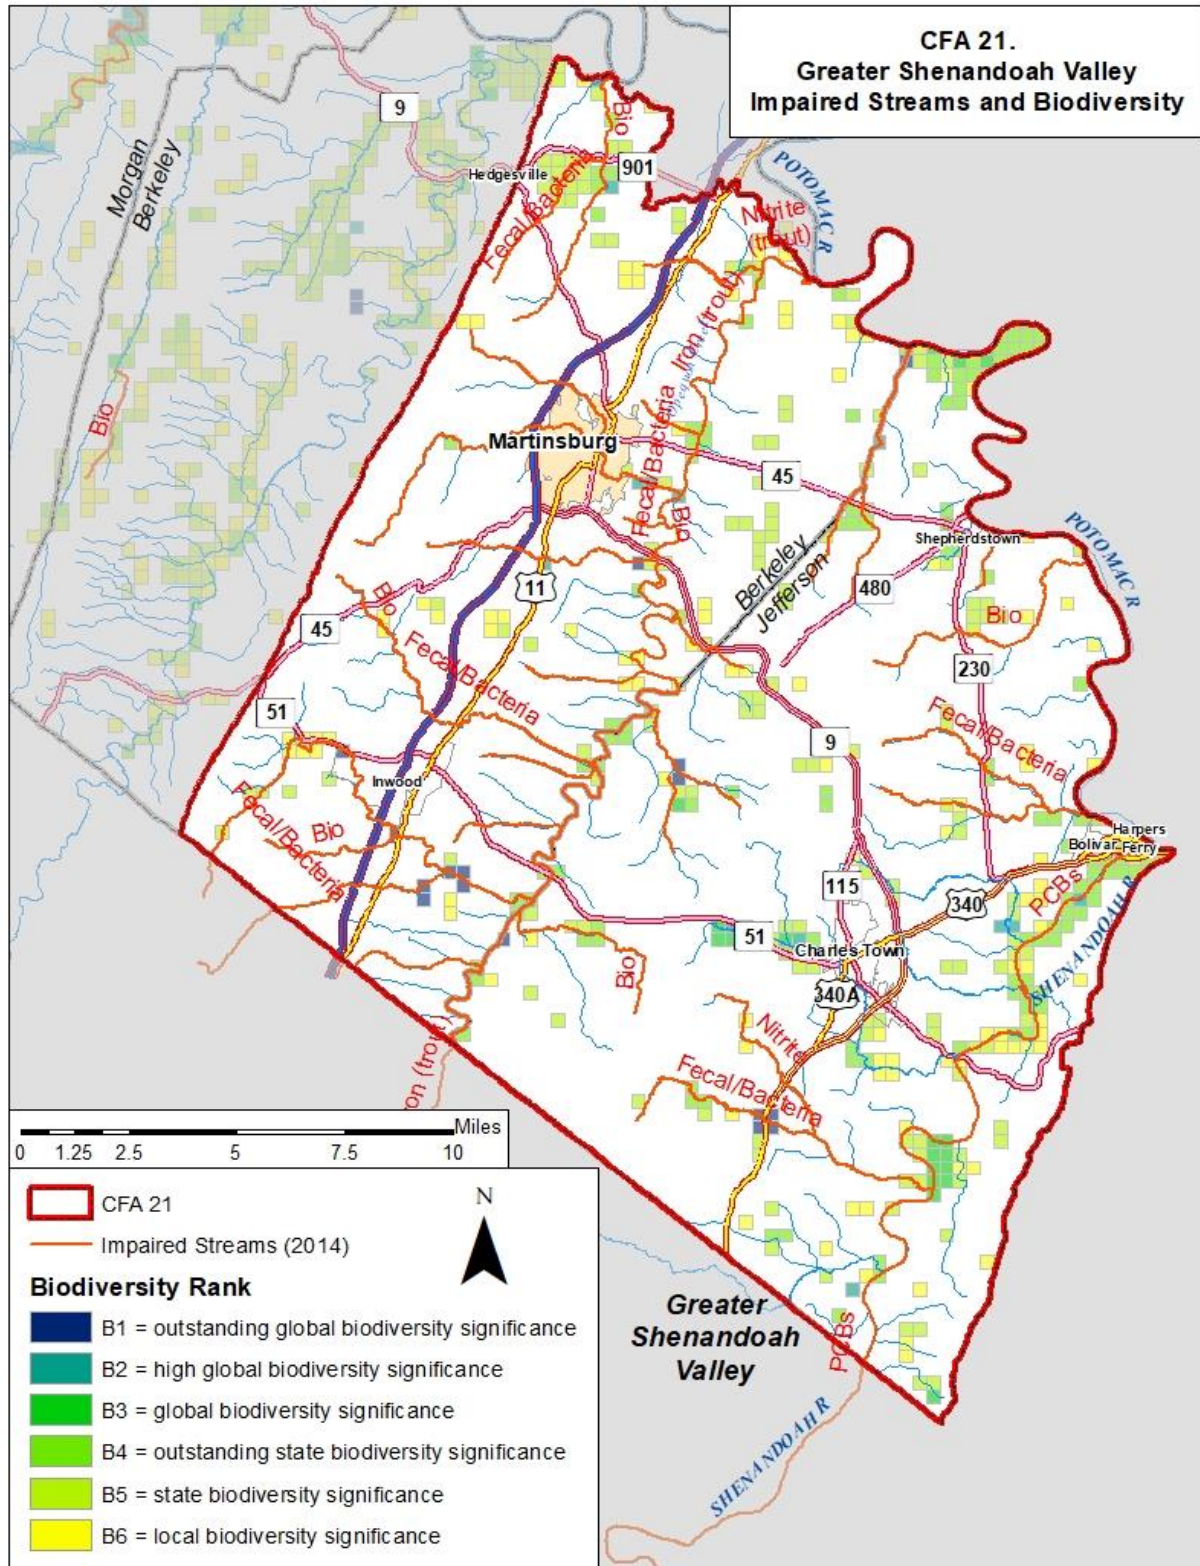 CFA 21.
Greater Shenandoah Valley
Impaired Streams and Biodiversity
9
Morgan
Berkeley
Hedgesville
Bio
901
Fecal/Bacteria
POTOMAC R
Nitrite
(trout)
Iron (trout)
Fecal/Bacteria
Bio
Martinsburg
45
Bio
Shepherdstown
POTOMAC R
Berkeley
Jefferson
480
11
Bio
45
Fecal/Bacteria
Bio
230
51
9
Fecal/Bacteria
Inwood
Fecal/Bacteria
Bio
Harpers
Ferry
Bolivar
115
340
PCBs
51
Charles Town
SHENANDOAH R
Bio
340A
Nitrite
Fecal/Bacteria
on (trout)
Miles
0 1.25 2.5 5 7.5 10
CFA 21
N
Impaired Streams (2014)
Biodiversity Rank
B1 = outstanding global biodiversity significance
B2 = high global biodiversity significance
B3 = global biodiversity significance
B4 = outstanding state biodiversity significance
B5 = state biodiversity significance
B6 = local biodiversity significance
Greater
Shenandoah
Valley
PCBs
SHENANDOAH R